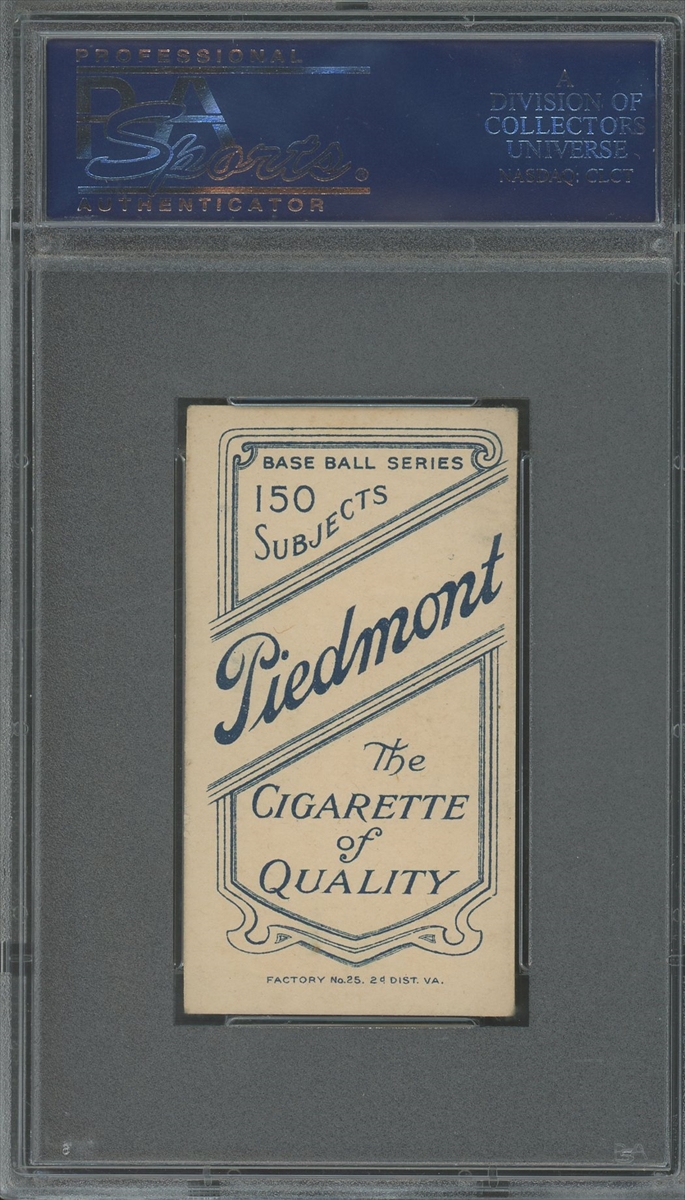 PROFESSIONAL
PSA
Sports®
AUTHENTICATOR
A
DIVISION OF
COLLECTORS
UNIVERSE
NASDAQ: CLCT
BASE BALL SERIES
150
SUBJECTS
Piedmont
The
CIGARETTE
of
QUALITY
FACTORY No. 25. 2d DIST. VA.
PSA